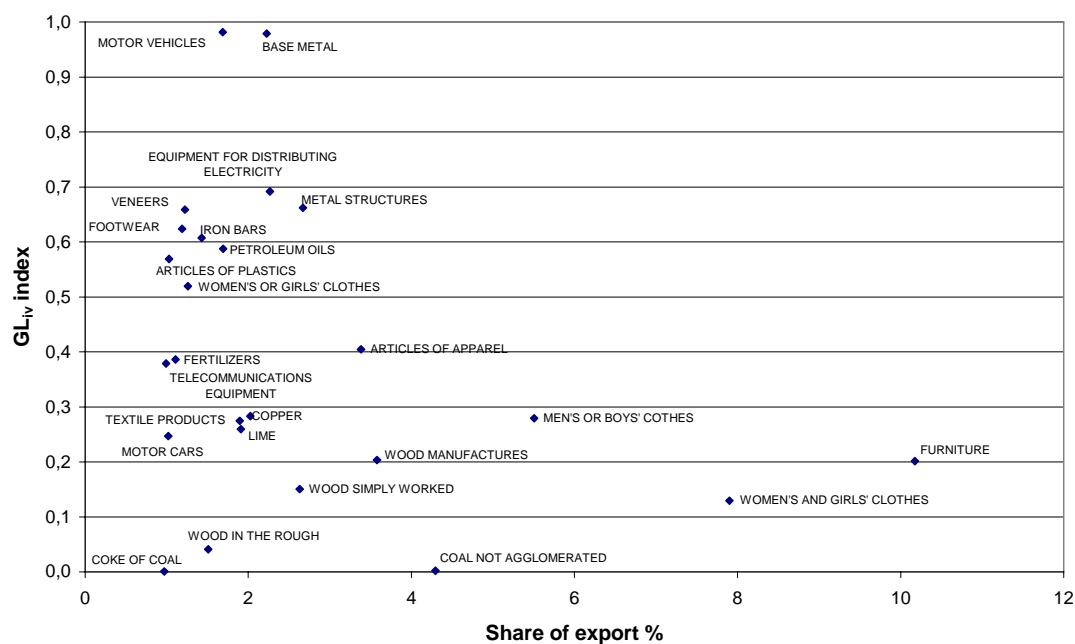 1,0
MOTOR VEHICLES
BASE METAL
0,9
0,8
EQUIPMENT FOR DISTRIBUTING
ELECTRICITY
0,7
VENEERS
METAL STRUCTURES
FOOTWEAR
IRON BARS
0,6
PETROLEUM OILS
ARTICLES OF PLASTICS
WOMEN'S OR GIRLS' CLOTHES
0,5
GLiv index
0,4
ARTICLES OF APPAREL
FERTILIZERS
TELECOMMUNICATIONS
EQUIPMENT
0,3
TEXTILE PRODUCTS
COPPER
MEN'S OR BOYS' COTHES
LIME
MOTOR CARS
WOOD MANUFACTURES
FURNITURE
0,2
WOOD SIMPLY WORKED
WOMEN'S AND GIRLS' CLOTHES
0,1
WOOD IN THE ROUGH
COKE OF COAL
COAL NOT AGGLOMERATED
0,0
0 2 4 6 8 10 12
Share of export %